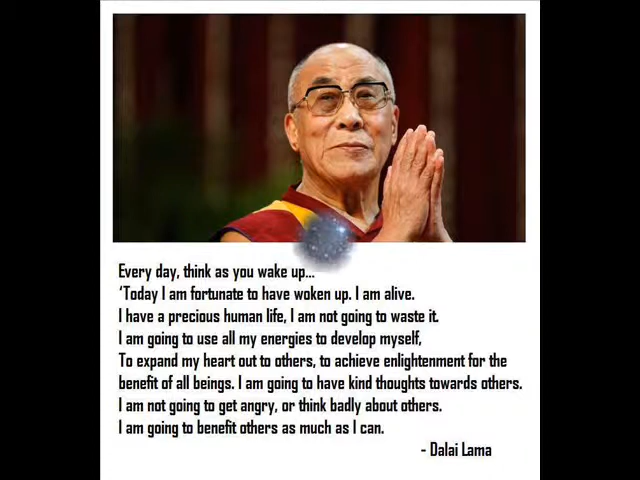 Every day, think as you wake up...
‘Today I am fortunate to have woken up. I am alive.
I have a precious human life, I am not going to waste it.
I am going to use all my energies to develop myself,
To expand my heart out to others, to achieve enlightenment for the
benefit of all beings. I am going to have kind thoughts towards others.
I am not going to get angry, or think badly about others.
I am going to benefit others as much as I can.
- Dalai Lama